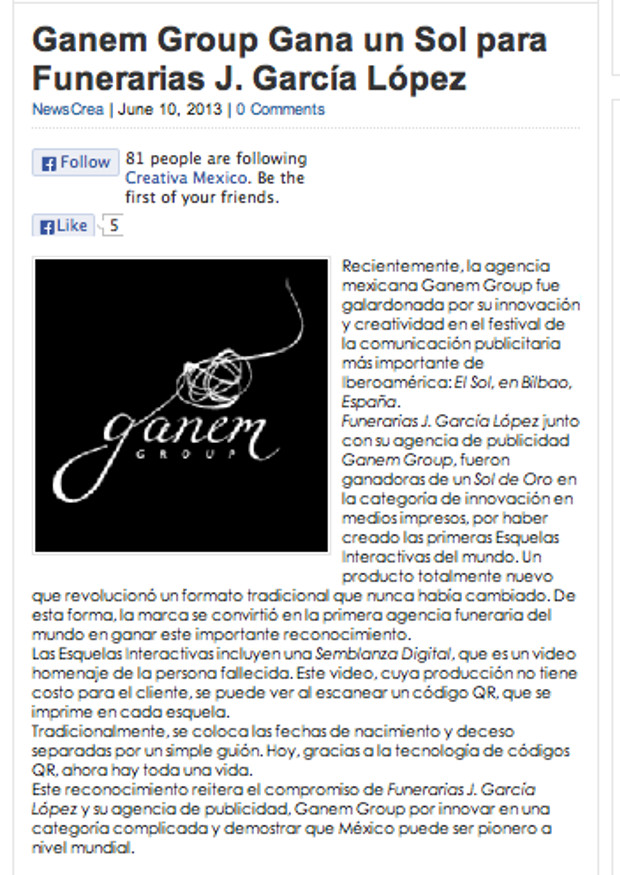 Ganem Group Gana un Sol para
Funerarias J. García López
NewsCrea | June 10, 2013 | 0 Comments
Follow
81 people are following
Creativa Mexico. Be the
first of your friends.
Like 5
ganem
GROUP
Recientemente, la agencia
mexicana Ganem Group fue
galardonada por su innovación
y creatividad en el festival de
la comunicación publicitaria
más importante de
Iberoamérica: El Sol, en Bilbao,
España.
Funerarias J. García López junto
con su agencia de publicidad
Ganem Group, fueron
ganadoras de un Sol de Oro en
la categoría de innovación en
medios impresos, por haber
creado las primeras Esquelas
Interactivas del mundo. Un
producto totalmente nuevo
que revolucionó un formato tradicional que nunca había cambiado. De
esta forma, la marca se convirtió en la primera agencia funeraria del
mundo en ganar este importante reconocimiento.
Las Esquelas Interactivas incluyen una Semblanza Digital, que es un video
homenaje de la persona fallecida. Este video, cuya producción no tiene
costo para el cliente, se puede ver al escanear un código QR, que se
imprime en cada esquela.
Tradicionalmente, se coloca las fechas de nacimiento y deceso
separadas por un simple guión. Hoy, gracias a la tecnología de códigos
QR, ahora hay toda una vida.
Este reconocimiento reitera el compromiso de Funerarias J. García
López y su agencia de publicidad, Ganem Group por innovar en una
categoría complicada y demostrar que México puede ser pionero a
nivel mundial.